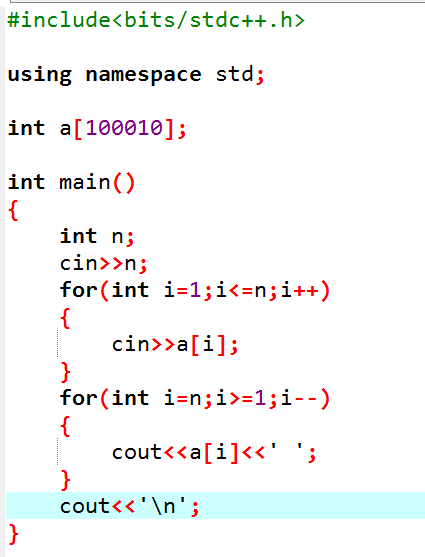 #include<bits/stdc++.h>
using namespace std;
int a[100010];
int main()
{
int n;
cin>>n;
for(int i=1;i<=n;i++)
{
cin>>a[i];
}
for(int i=n;i>=1;i--)
{
cout<<a[i]<<' ';
}
cout<<'\n';
}